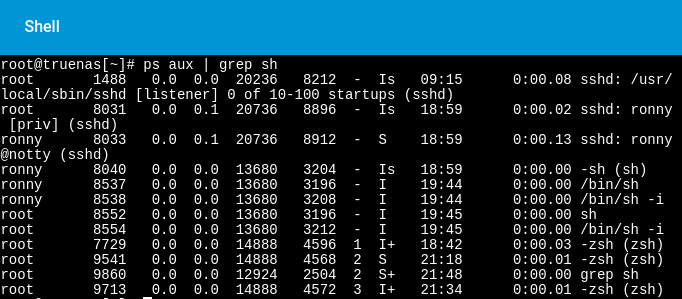 Shell
root@truenas[~]# ps aux | grep sh
root       1488   0.0  0.0  20236   8212  -  Is   09:15      0:00.08 sshd: /usr/
local/sbin/sshd [listener] 0 of 10-100 startups (sshd)
root       8031   0.0  0.1  20736   8896  -  Is   18:59      0:00.02 sshd: ronny
 [priv] (sshd)
ronny      8033   0.0  0.1  20736   8912  -  S    18:59      0:00.13 sshd: ronny
@notty (sshd)
ronny      8040   0.0  0.0  13680   3204  -  Is   18:59      0:00.00 -sh (sh)
ronny      8537   0.0  0.0  13680   3196  -  I    19:44      0:00.00 /bin/sh
ronny      8538   0.0  0.0  13680   3208  -  I    19:44      0:00.00 /bin/sh -i
root       8552   0.0  0.0  13680   3196  -  I    19:45      0:00.00 sh
root       8554   0.0  0.0  13680   3212  -  I    19:45      0:00.00 /bin/sh -i
root       7729   0.0  0.0  14888   4596  1  I+   18:42      0:00.03 -zsh (zsh)
root       9541   0.0  0.0  14888   4568  2  S    21:18      0:00.01 -zsh (zsh)
root       9860   0.0  0.0  12924   2504  2  S+   21:48      0:00.00 grep sh
root       9713   0.0  0.0  14888   4572  3  I+   21:34      0:00.01 -zsh (zsh)